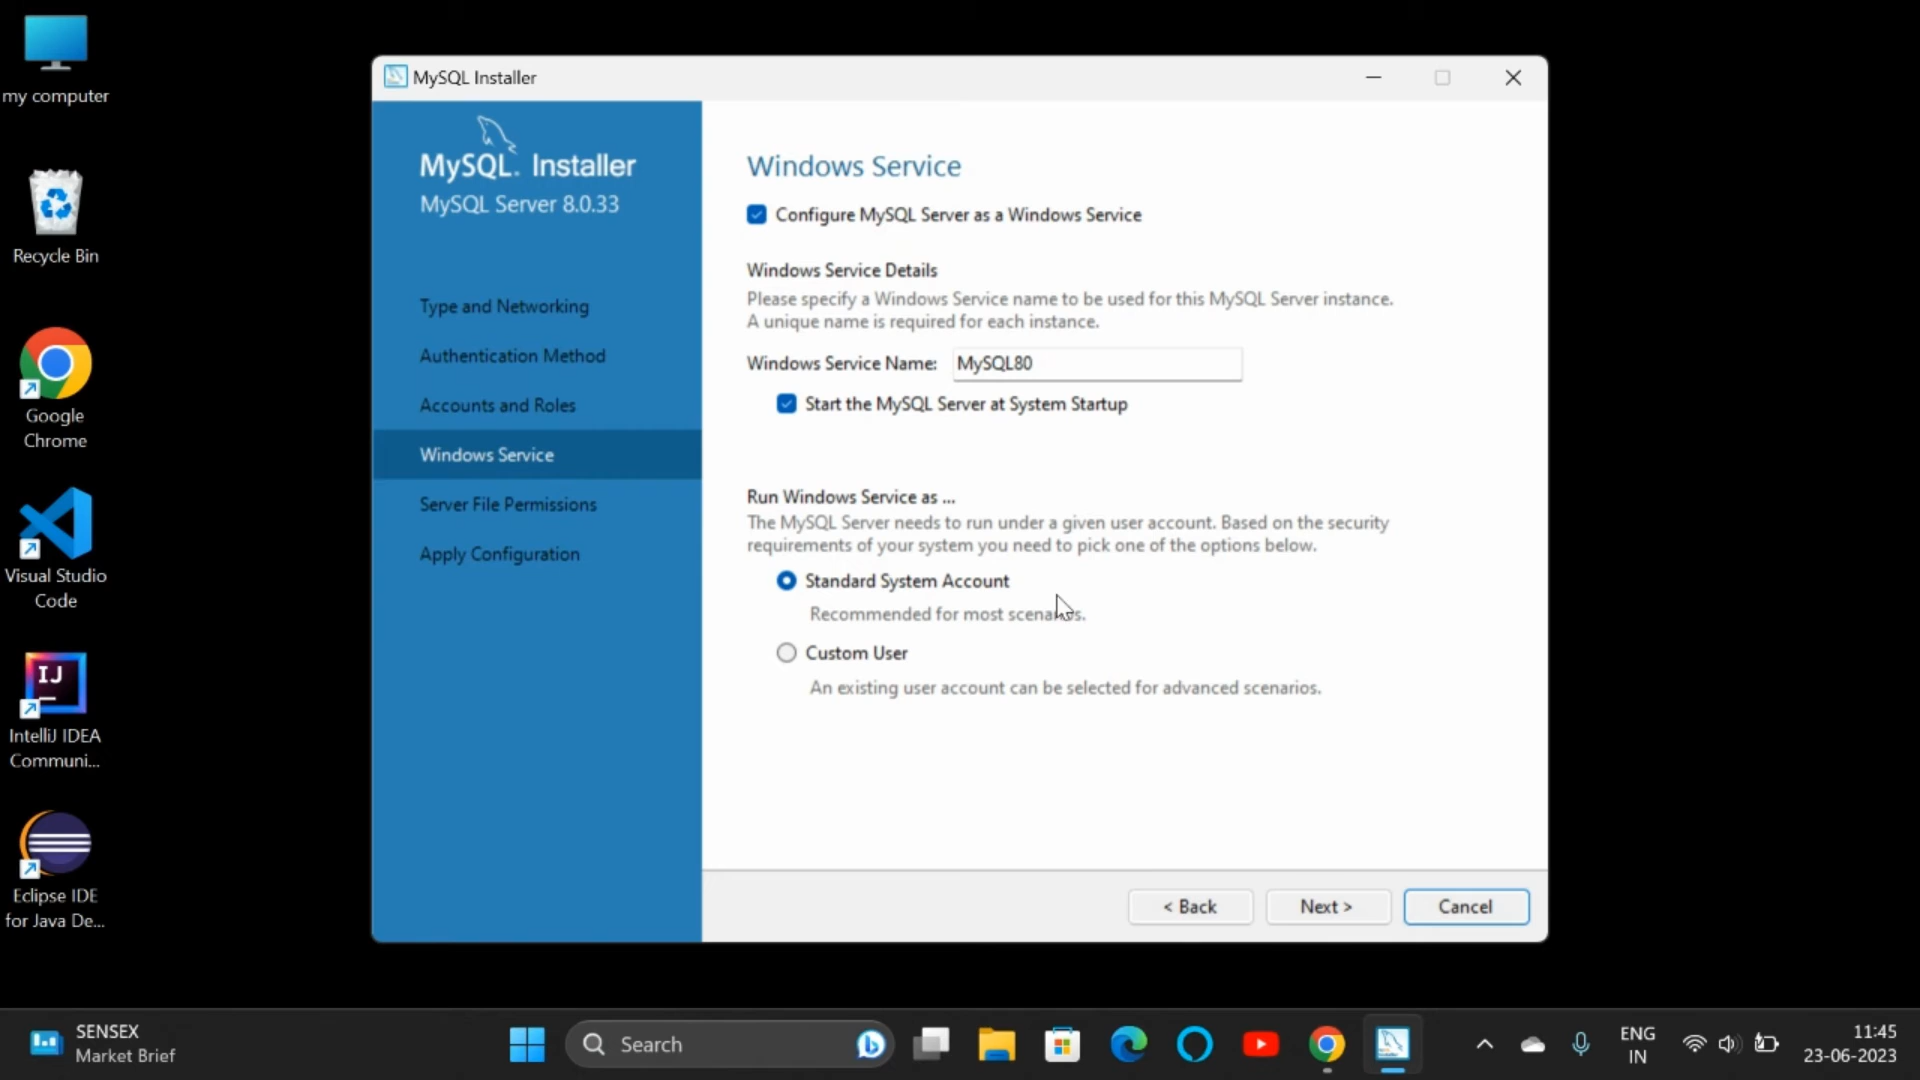 my computer
Recycle Bin
Google
Chrome
Visual Studio
Code
IJ
IntelliJ IDEA
Communi...
Eclipse IDE
for Java De...
MySQL Installer
MySQL. Installer
MySQL Server 8.0.33
Type and Networking
Authentication Method
Accounts and Roles
Windows Service
Server File Permissions
Apply Configuration
Windows Service
Configure MySQL Server as a Windows Service
Windows Service Details
Please specify a Windows Service name to be used for this MySQL Server instance.
A unique name is required for each instance.
Windows Service Name: MySQL80
Start the MySQL Server at System Startup
Run Windows Service as ...
The MySQL Server needs to run under a given user account. Based on the security
requirements of your system you need to pick one of the options below.
Standard System Account
Recommended for most scenarios.
Custom User
An existing user account can be selected for advanced scenarios.
< Back
Next >
Cancel
SENSEX
Market Brief
Search
ENG
IN
11:45
23-06-2023